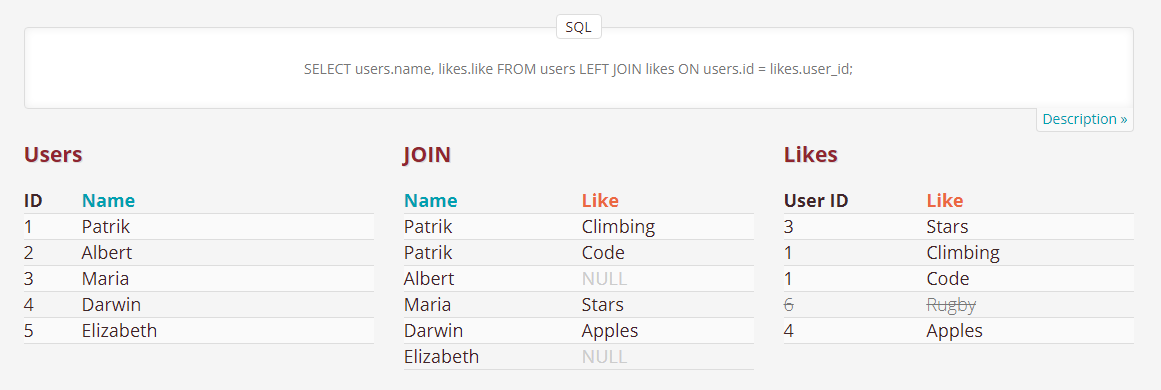 SQL
SELECT users.name, likes.like FROM users LEFT JOIN likes ON users.id = likes.user_id;
Description »
Users
ID Name
1 Patrik
2 Albert
3 Maria
4 Darwin
5 Elizabeth
JOIN
Name Like
Patrik Climbing
Patrik Code
Albert NULL
Maria Stars
Darwin Apples
Elizabeth NULL
Likes
User ID Like
3 Stars
1 Climbing
1 Code
6 Rugby
4 Apples